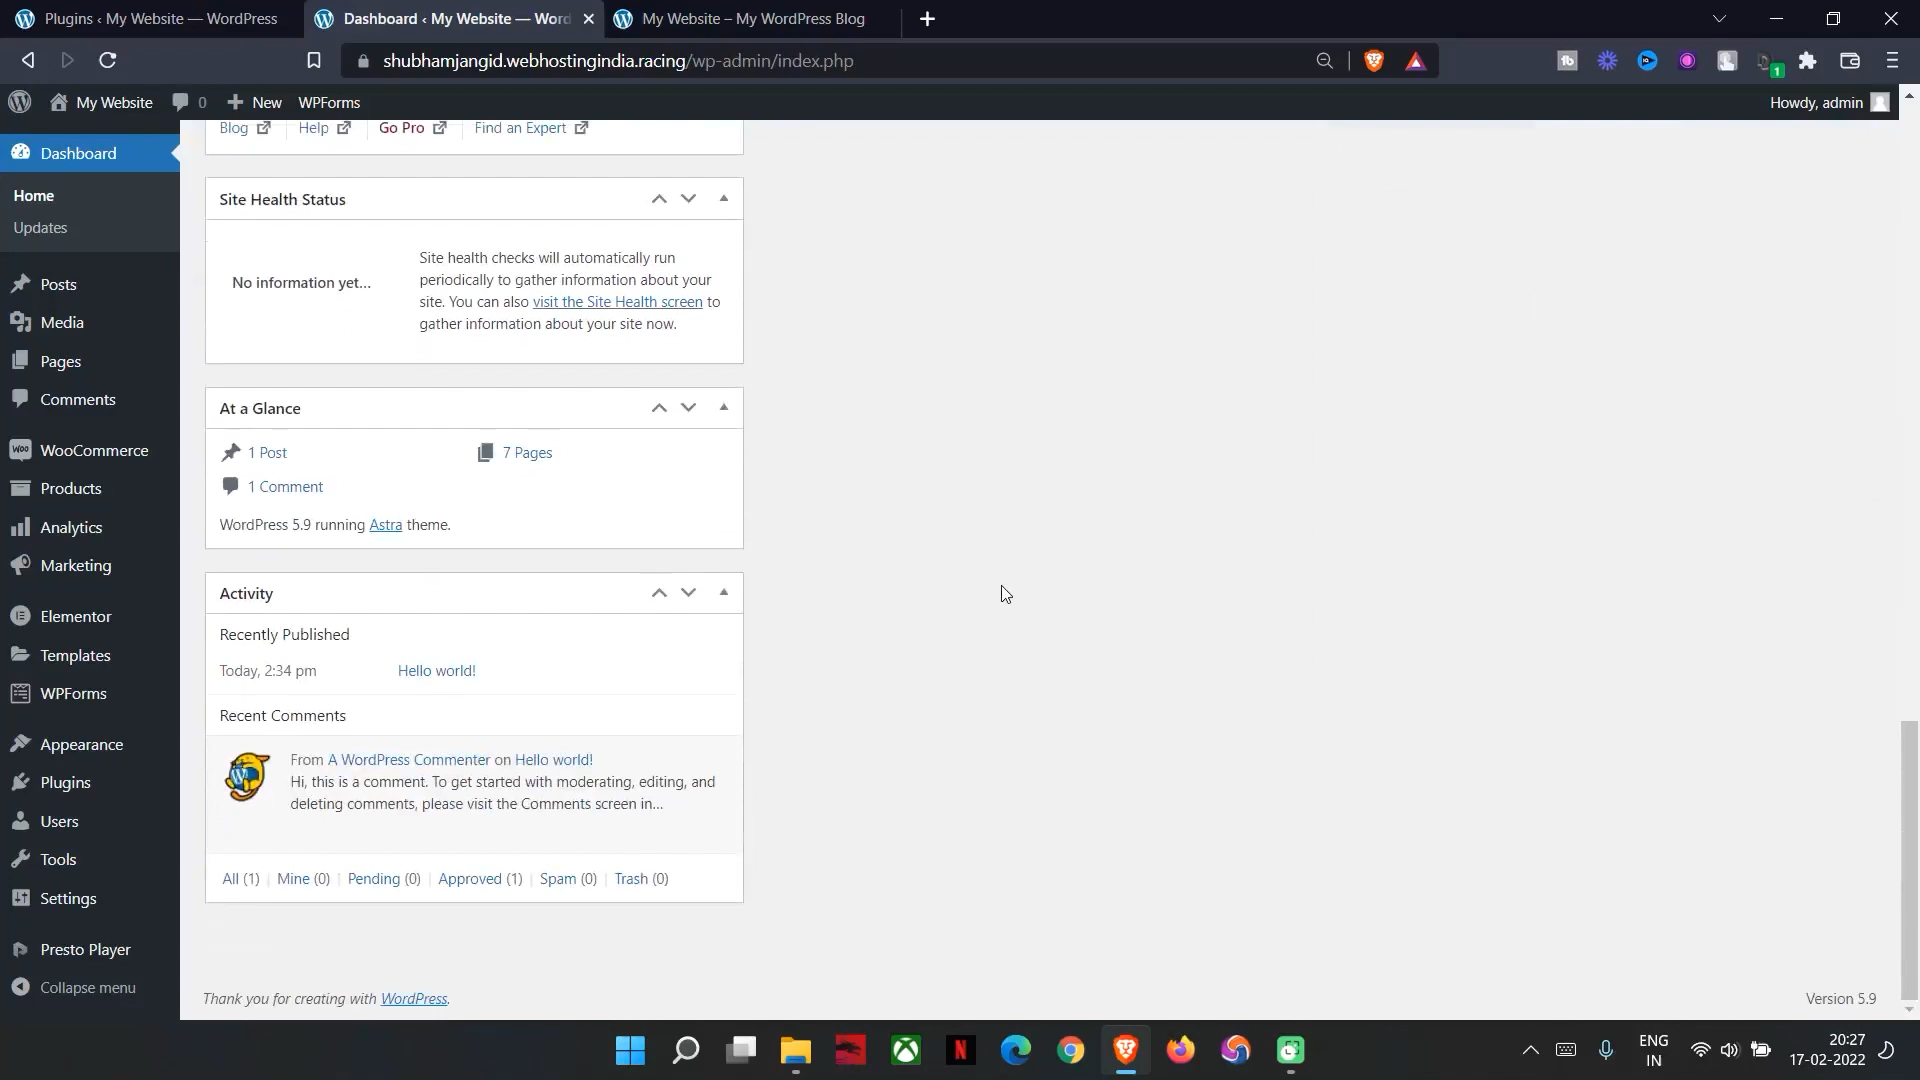 Plugins ‹ My Website — WordPress
Dashboard ‹ My Website — Word
My Website – My WordPress Blog
shubhamjangid.webhostingindia.racing/wp-admin/index.php
1
My Website
0
New
WPForms
Howdy, admin
Blog
Help
Go Pro
Find an Expert
Dashboard
Home
Updates
Posts
Media
Pages
Comments
WooCommerce
Products
Analytics
Marketing
Elementor
Templates
WPForms
Appearance
Plugins
Users
Tools
Settings
Presto Player
Collapse menu
Site Health Status
No information yet...
Site health checks will automatically run
periodically to gather information about your
site. You can also visit the Site Health screen to
gather information about your site now.
At a Glance
1 Post
7 Pages
1 Comment
WordPress 5.9 running Astra theme.
Activity
Recently Published
Today, 2:34 pm
Hello world!
Recent Comments
From A WordPress Commenter on Hello world!
Hi, this is a comment. To get started with moderating, editing, and
deleting comments, please visit the Comments screen in…
All (1) | Mine (0) | Pending (0) | Approved (1) | Spam (0) | Trash (0)
Thank you for creating with WordPress.
Version 5.9
ENG
IN
20:27
17-02-2022